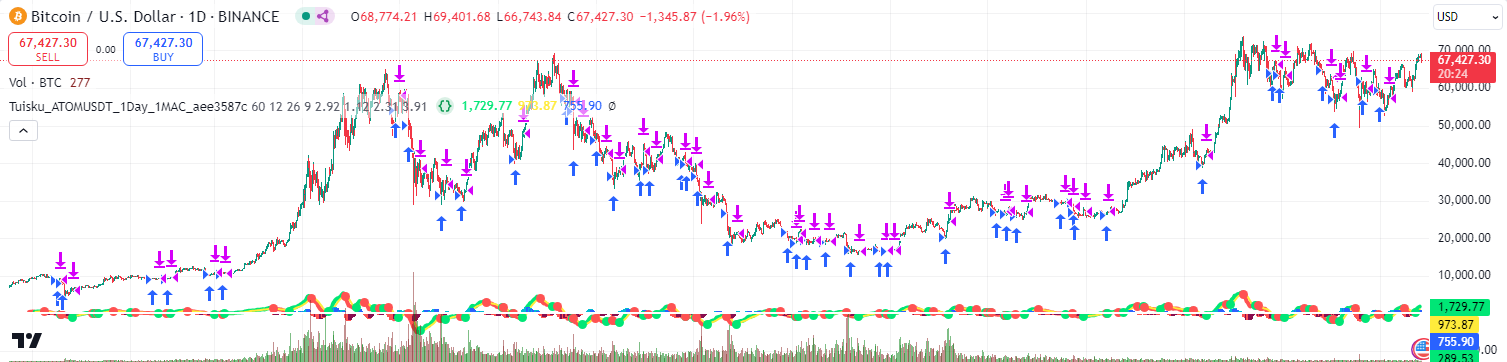 Bitcoin / U.S. Dollar · 1D · BINANCE O68,774.21 H69,401.68 L66,743.84 C67,427.30 −1,345.87 (−1.96%)
USD
67,427.30 0.00 67,427.30
SELL BUY
Vol · BTC 277
Tuisku_ATOMUSDT_1Day_1MAC_aee3587c 60 12 26 9 2.92 1.12 2.31 3.91 {} 1,729.77 973.87 755.90 Ø
70,000.00
67,427.30
20:24
60,000.00
50,000.00
40,000.00
30,000.00
20,000.00
10,000.00
1,729.77
973.87
755.90
289.53